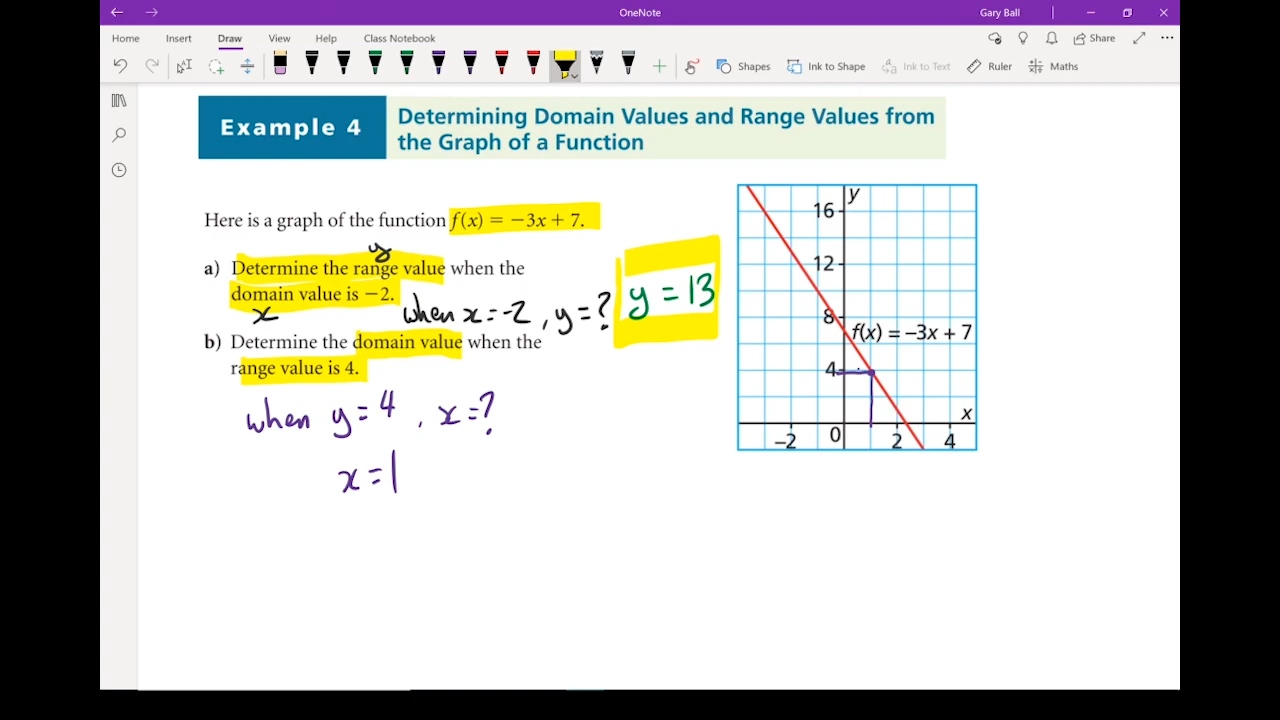 OneNote
Gary Ball
Home Insert Draw View Help Class Notebook
Share
Shapes Ink to Shape Ink to Text Ruler Maths
Example 4
Determining Domain Values and Range Values from
the Graph of a Function
Here is a graph of the function f(x) = −3x + 7.
y
a) Determine the range value when the
domain value is −2.
x
when x = -2, y = ?
y = 13
b) Determine the domain value when the
range value is 4.
when y = 4, x = ?
x = 1
y
16
12
8
f(x) = −3x + 7
4
x
−2 0 2 4